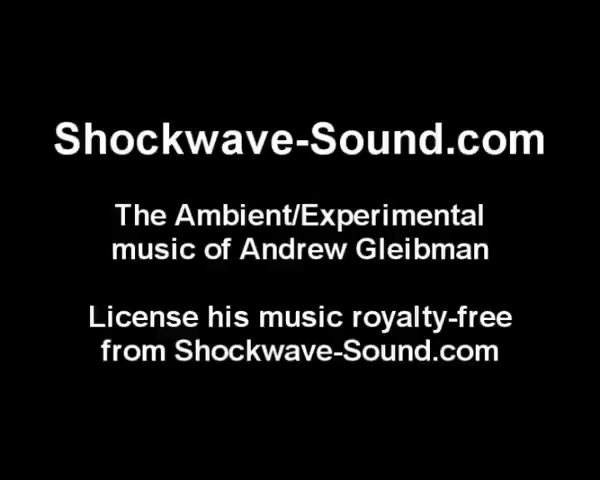 Shockwave-Sound.com
The Ambient/Experimental
music of Andrew Gleibman
License his music royalty-free
from Shockwave-Sound.com